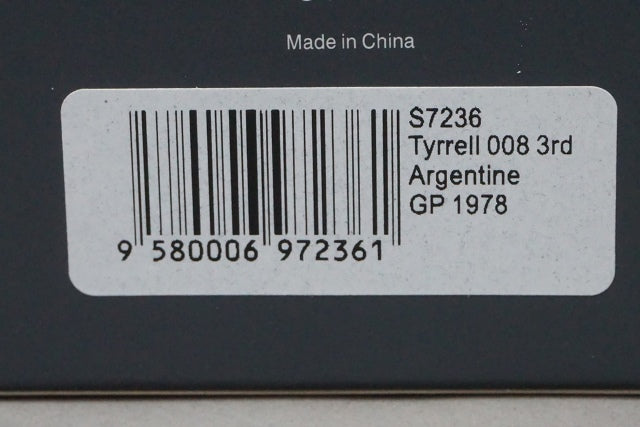 Made in China
S7236
Tyrrell 008 3rd
Argentine
GP 1978
9 580006 972361